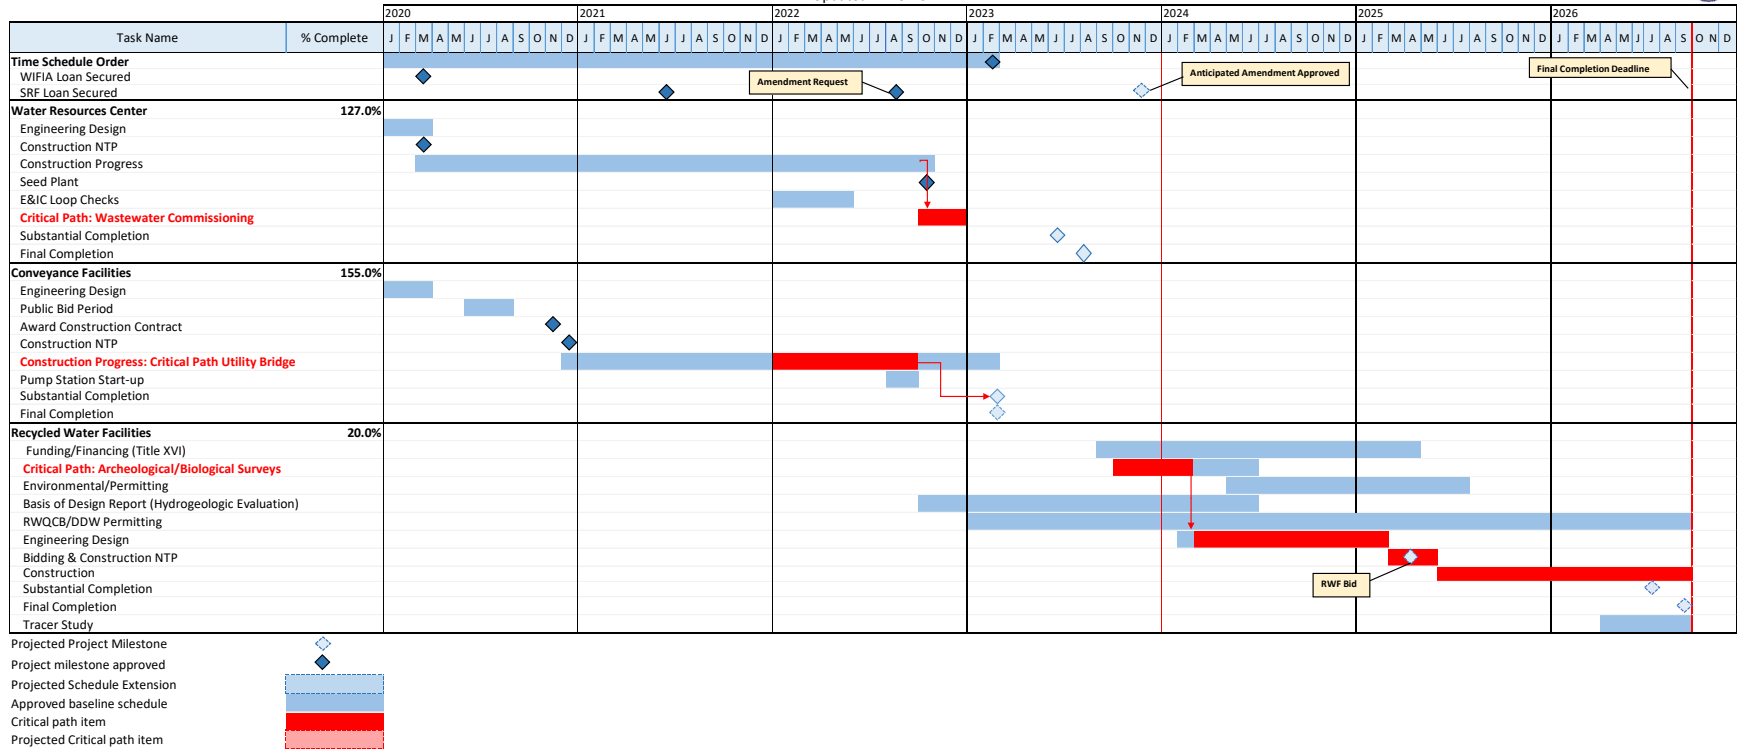 2020 2021 2022 2023 2024 2025 2026
Task Name % Complete J F M A M J J A S O N D J F M A M J J A S O N D J F M A M J J A S O N D J F M A M J J A S O N D J F M A M J J A S O N D J F M A M J J A S O N D J F M A M J J A S O N D
Time Schedule Order
WIFIA Loan Secured
SRF Loan Secured
Amendment Request
Anticipated Amendment Approved
Final Completion Deadline
Water Resources Center 127.0%
Engineering Design
Construction NTP
Construction Progress
Seed Plant
E&IC Loop Checks
Critical Path: Wastewater Commissioning
Substantial Completion
Final Completion
Conveyance Facilities 155.0%
Engineering Design
Public Bid Period
Award Construction Contract
Construction NTP
Construction Progress: Critical Path Utility Bridge
Pump Station Start-up
Substantial Completion
Final Completion
Recycled Water Facilities 20.0%
Funding/Financing (Title XVI)
Critical Path: Archeological/Biological Surveys
Environmental/Permitting
Basis of Design Report (Hydrogeologic Evaluation)
RWQCB/DDW Permitting
Engineering Design
Bidding & Construction NTP
Construction
RWF Bid
Substantial Completion
Final Completion
Tracer Study
Projected Project Milestone
Project milestone approved
Projected Schedule Extension
Approved baseline schedule
Critical path item
Projected Critical path item